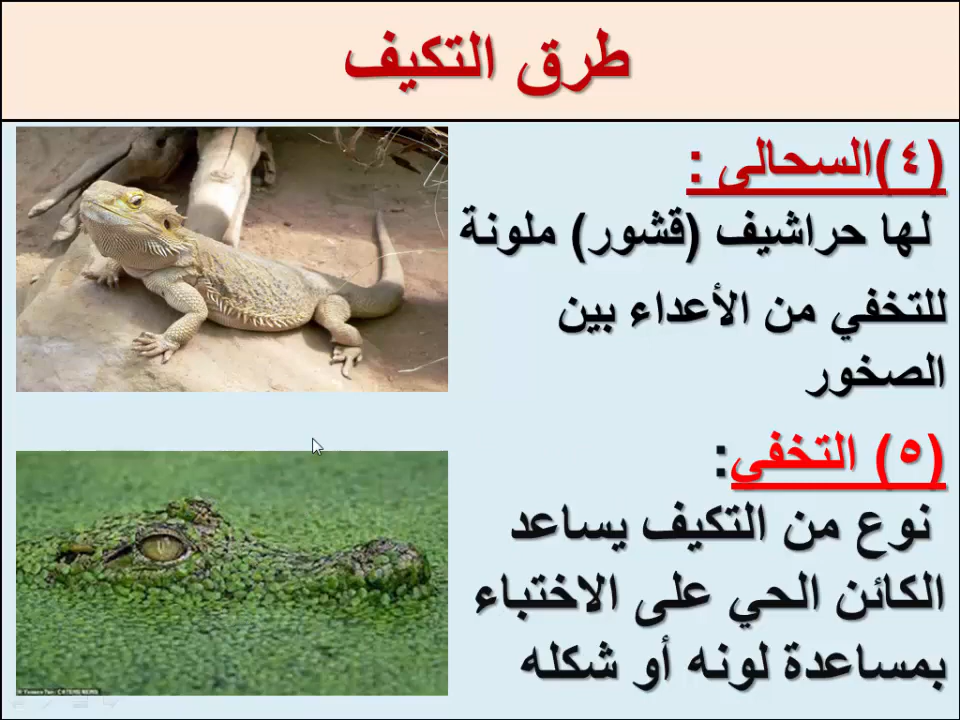 طرق التكيف
(٤)السحالى :
لها حراشيف (قشور) ملونة
للتخفي من الأعداء بين
الصخور
(٥) التخفي:
نوع من التكيف يساعد
الكائن الحي على الاختباء
بمساعدة لونه أو شكله